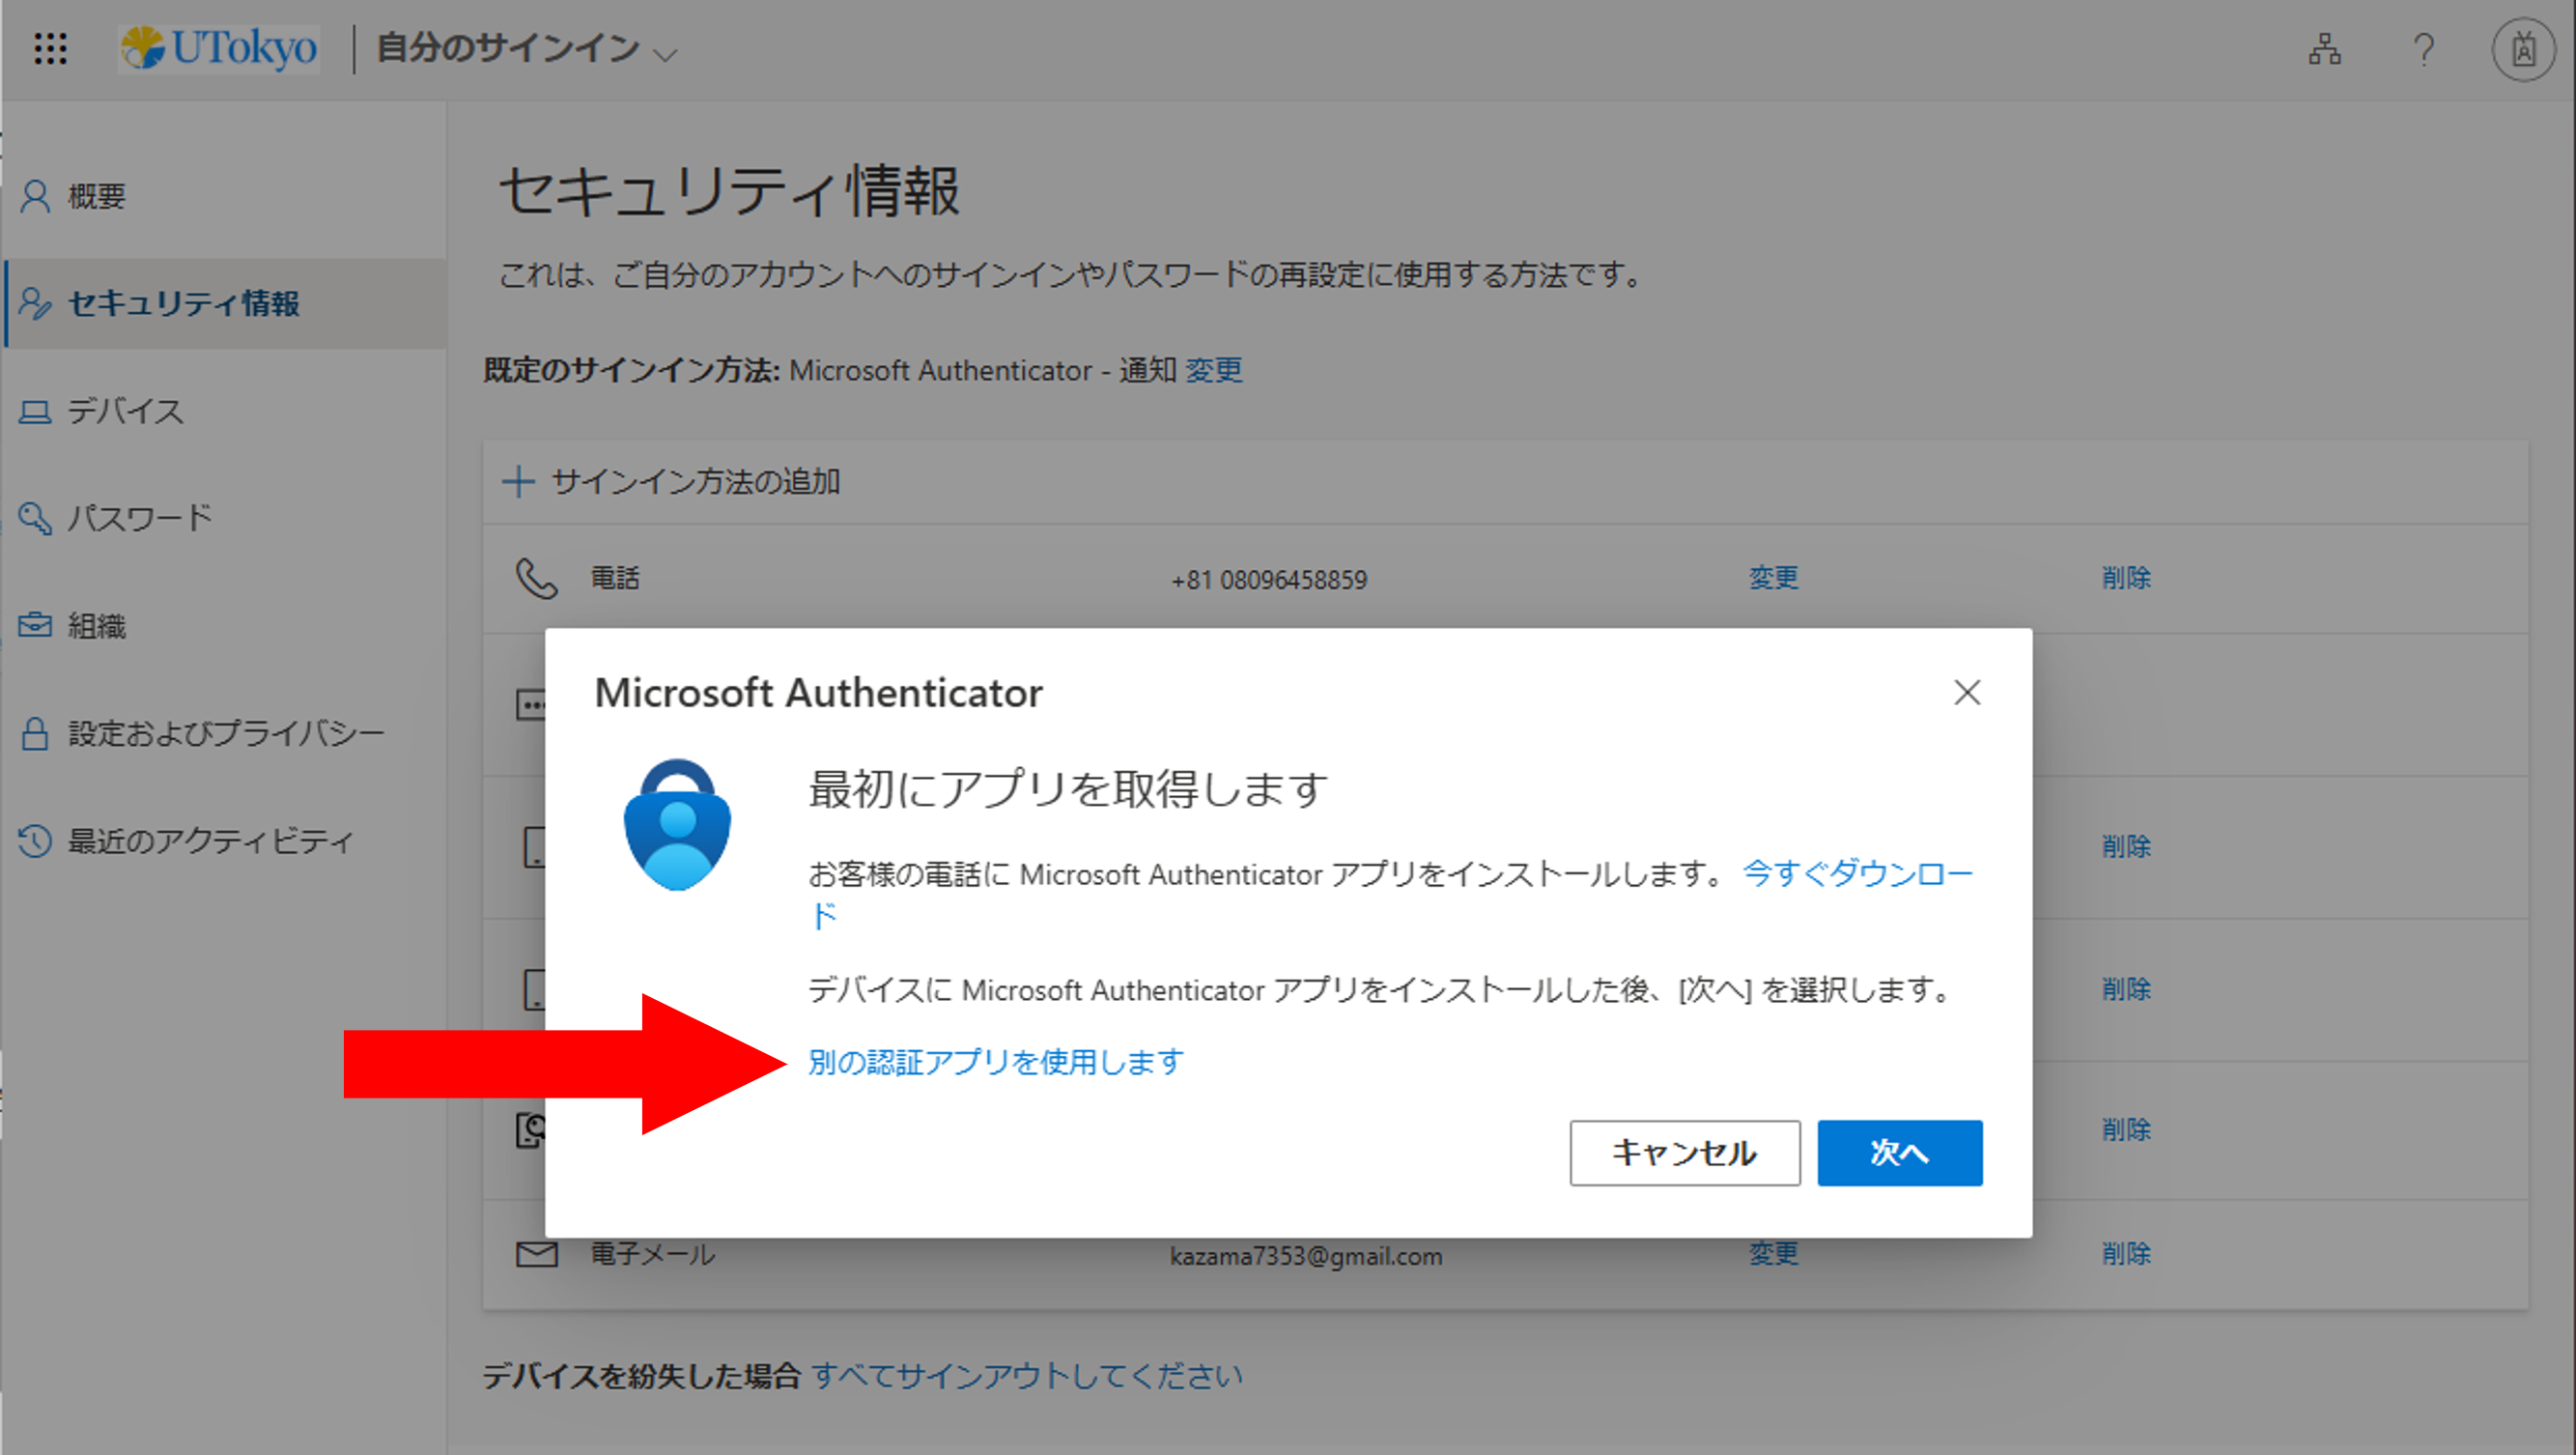 UTokyo
自分のサインイン
概要
セキュリティ情報
デバイス
パスワード
組織
設定およびプライバシー
最近のアクティビティ
セキュリティ情報
これは、ご自分のアカウントへのサインインやパスワードの再設定に使用する方法です。
既定のサインイン方法: Microsoft Authenticator - 通知 変更
サインイン方法の追加
電話 +81 08096458859 変更 削除
Microsoft Authenticator
最初にアプリを取得します
お客様の電話に Microsoft Authenticator アプリをインストールします。 今すぐダウンロー
ド
デバイスに Microsoft Authenticator アプリをインストールした後、[次へ] を選択します。
別の認証アプリを使用します
キャンセル 次へ
削除
削除
削除
電子メール kazama7353@gmail.com 変更 削除
デバイスを紛失した場合 すべてサインアウトしてください